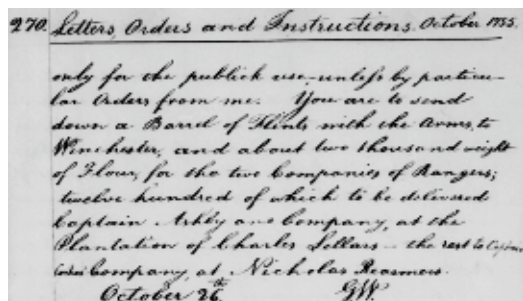 270. Letters, Orders and Instructions. October 1755.
only for the publick use, unless by particu-
lar Orders from me. You are to send
down a Barrel of Flints with the Arms, to
Winchester, and about two thousand weight
of Flour, for the two Companies of Rangers;
twelve hundred of which to be delivered
Captain Ashby and Company, at the
Plantation of Charles Sellars - the rest to Captain
Company, at Nicholas Reasmers.
October 26th. GW